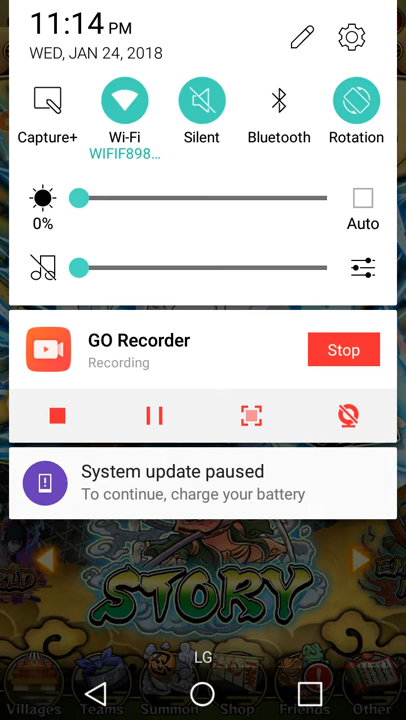 11:14 PM
WED, JAN 24, 2018
Capture+
Wi-Fi
Silent
Bluetooth
Rotation
WIFIF898...
0%
Auto
GO Recorder
Recording
Stop
System update paused
To continue, charge your battery
STORY
LG
Villages
Teams
Summon
Shop
Friends
Other